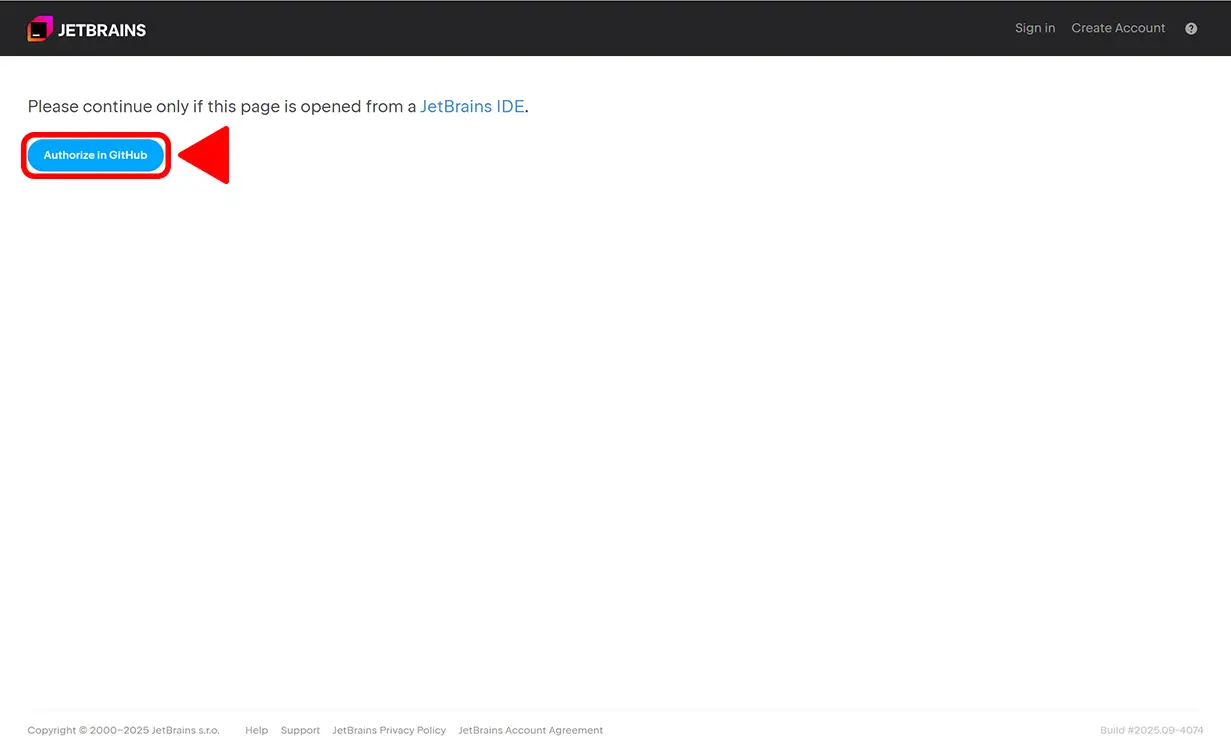 JETBRAINS
Sign in
Create Account
?
Please continue only if this page is opened from a JetBrains IDE.
Authorize in GitHub
Copyright © 2000–2025 JetBrains s.r.o.
Help
Support
JetBrains Privacy Policy
JetBrains Account Agreement
Build #2025.09-4074